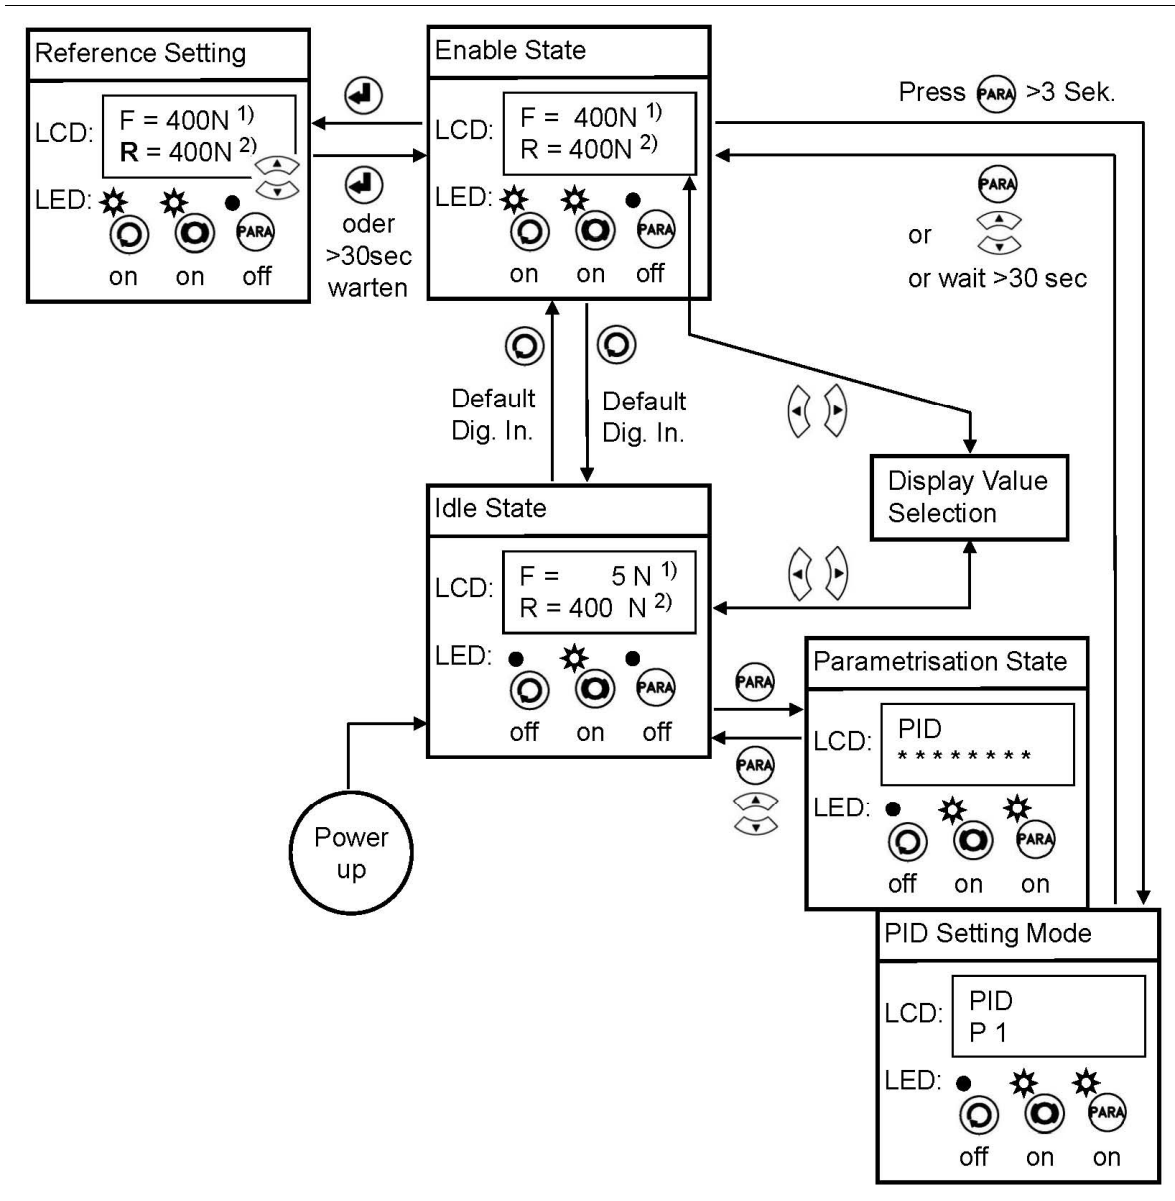 Reference Setting
LCD:
F = 400N 1)
R = 400N 2)
LED:
PARA
on on off
oder
>30sec
warten
Enable State
LCD:
F = 400N 1)
R = 400N 2)
LED:
PARA
on on off
Press PARA >3 Sek.
PARA
or
or wait >30 sec
Default
Dig. In.
Default
Dig. In.
Display Value
Selection
Idle State
LCD:
F = 5 N 1)
R = 400 N 2)
LED:
PARA
off on off
PARA
PARA
Power
up
Parametrisation State
LCD:
PID
* * * * * * * *
LED:
PARA
off on on
PID Setting Mode
LCD:
PID
P 1
LED:
PARA
off on on